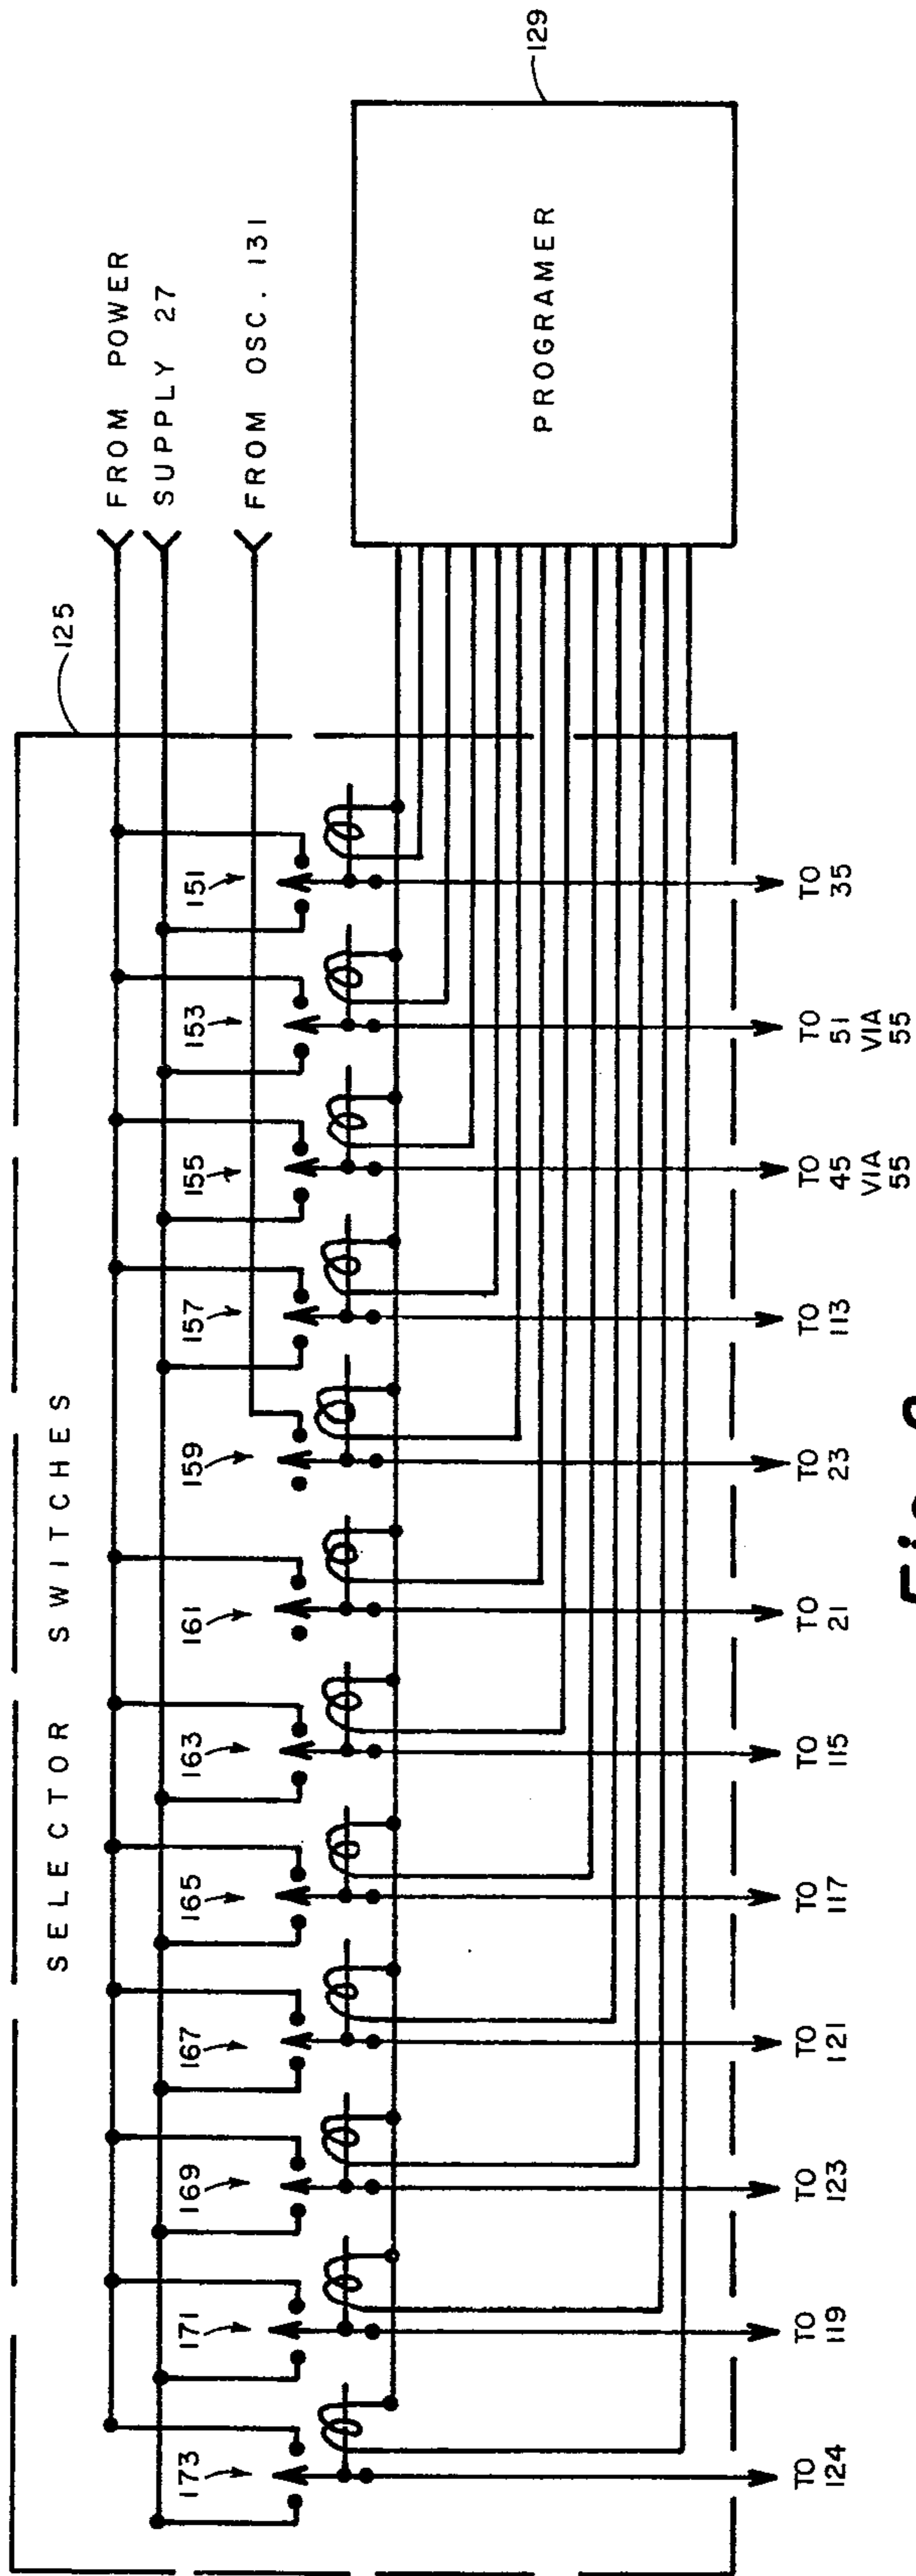 SELECTOR SWITCHES
125
FROM POWER
SUPPLY 27
FROM OSC. 131
173
171
169
167
165
163
161
159
157
155
153
151
PROGRAMER
129
TO
124
TO
119
TO
123
TO
121
TO
117
TO
115
TO
21
TO
23
TO
113
TO
45
VIA
55
TO
51
VIA
55
TO
35